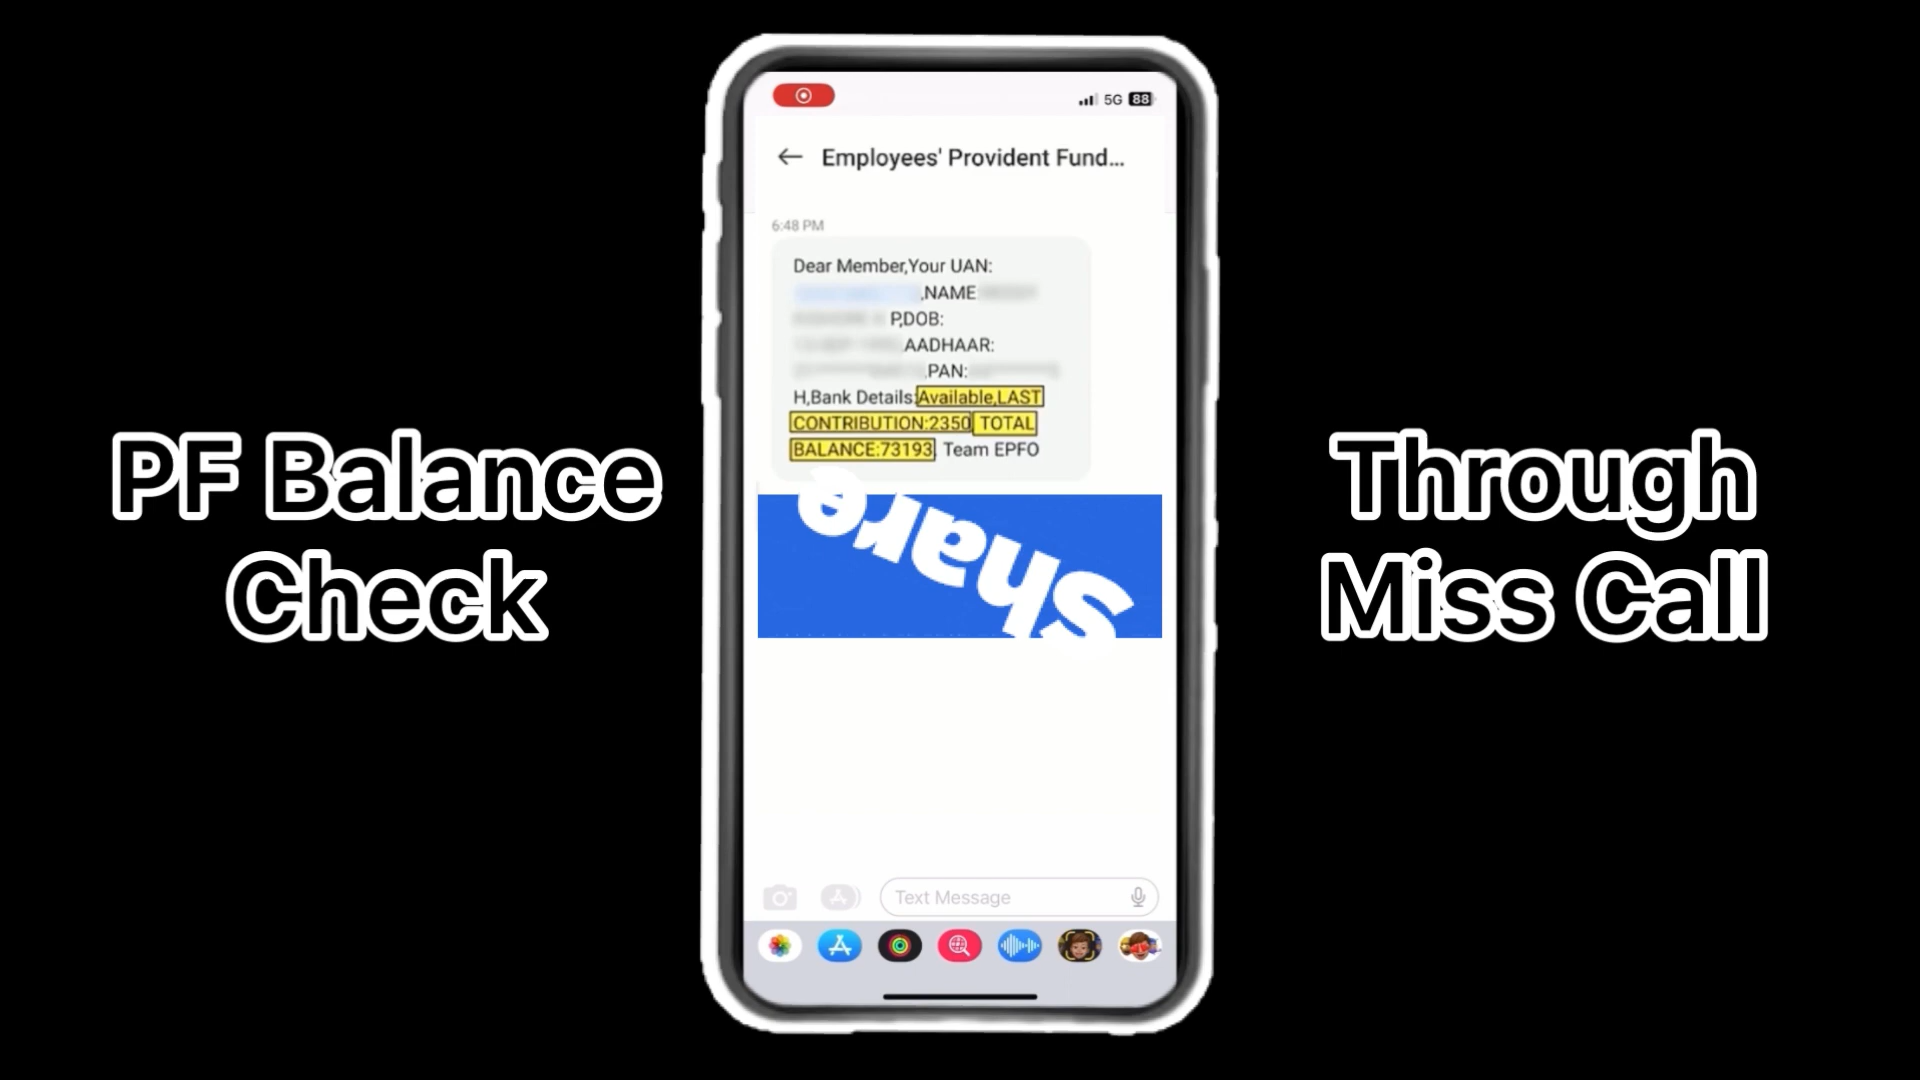 PF Balance
Check
5G 88
Employees' Provident Fund...
6:48 PM
Dear Member,Your UAN:
,NAME
P,DOB:
,AADHAAR:
,PAN:
H,Bank Details:Available,LAST
CONTRIBUTION:2350 TOTAL
BALANCE:73193, Team EPFO
Share
Text Message
Through
Miss Call